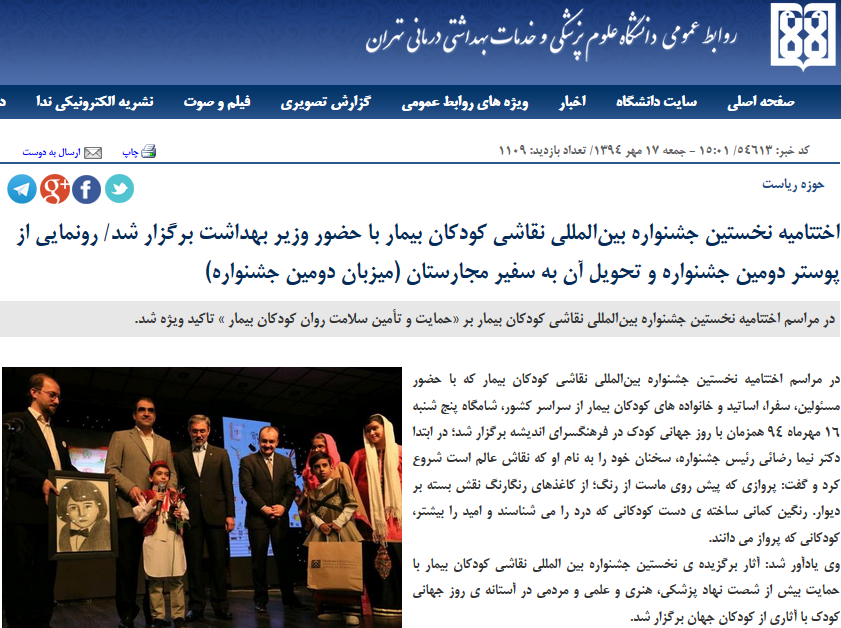 روابط عمومی دانشگاه علوم پزشکی و خدمات بهداشتی درمانی تهران
صفحه اصلی سایت دانشگاه اخبار ویژه های روابط عمومی گزارش تصویری فیلم و صوت نشریه الکترونیکی ندا د
کد خبر: ۵۴۶۱۳/ ۱۵:۰۱ - جمعه ۱۷ مهر ۱۳۹۴/ تعداد بازدید: ۱۱۰۹ چاپ ارسال به دوست
حوزه ریاست
اختتامیه نخستین جشنواره بین‌المللی نقاشی کودکان بیمار با حضور وزیر بهداشت برگزار شد/ رونمایی از
پوستر دومین جشنواره و تحویل آن به سفیر مجارستان (میزبان دومین جشنواره)
در مراسم اختتامیه نخستین جشنواره بین‌المللی نقاشی کودکان بیمار بر «حمایت و تأمین سلامت روان کودکان بیمار » تاکید ویژه شد.
در مراسم اختتامیه نخستین جشنواره بین‌المللی نقاشی کودکان بیمار که با حضور
مسئولین، سفرا، اساتید و خانواده های کودکان بیمار از سراسر کشور، شامگاه پنج شنبه
۱۶ مهرماه ۹۴ همزمان با روز جهانی کودک در فرهنگسرای اندیشه برگزار شد؛ در ابتدا
دکتر نیما رضائی رئیس جشنواره، سخنان خود را به نام او که نقاش عالم است شروع
کرد و گفت: پروازی که پیش روی ماست از رنگ؛ از کاغذهای رنگارنگ نقش بسته بر
دیوار. رنگین کمانی ساخته ی دست کودکانی که درد را می شناسند و امید را بیشتر،
کودکانی که پرواز می دانند.
وی یادآور شد: آثار برگزیده ی نخستین جشنواره بین المللی نقاشی کودکان بیمار با
حمایت بیش از شصت نهاد پزشکی، هنری و علمی و مردمی در آستانه ی روز جهانی
کودک با آثاری از کودکان جهان برگزار شد.